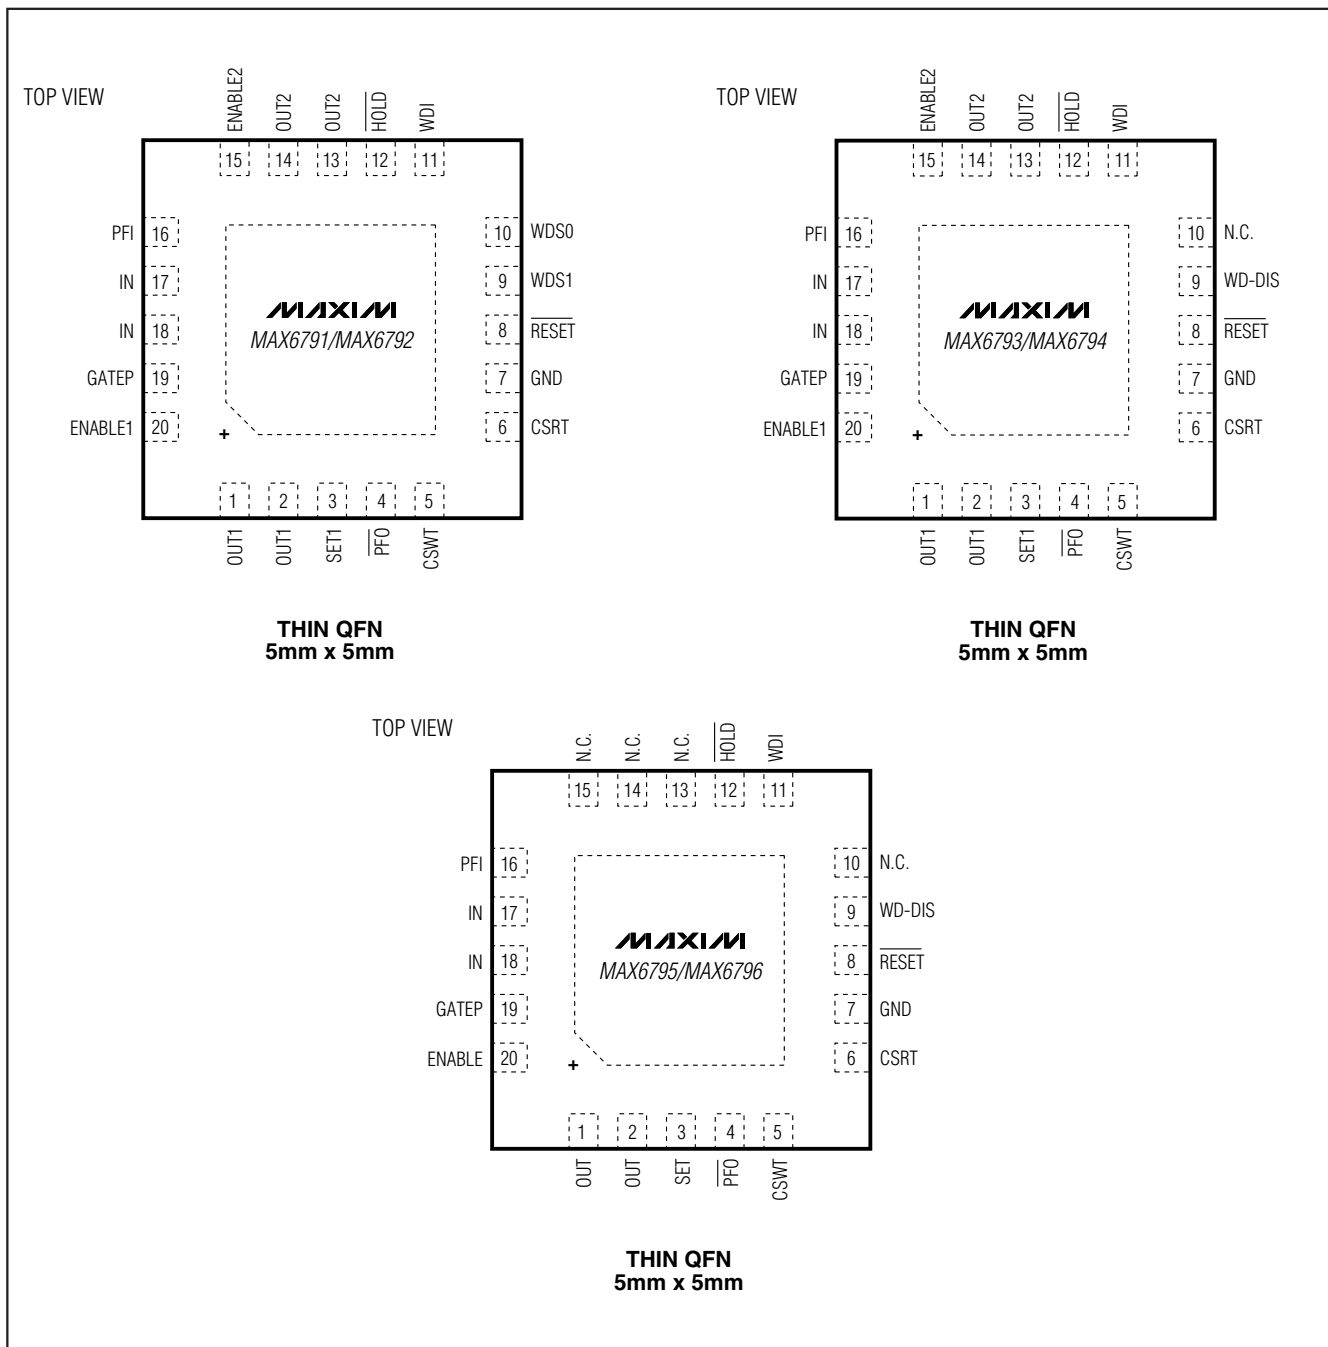 TOP VIEW
ENABLE2
OUT2
OUT2
HOLD
WDI
15 14 13 12 11
PFI 16
IN 17
IN 18
GATEP 19
ENABLE1 20
10 WDS0
9 WDS1
8 RESET
7 GND
6 CSRT
MAXIM
MAX6791/MAX6792
+
1 2 3 4 5
OUT1
OUT1
SET1
PFO
CSWT
THIN QFN
5mm x 5mm
TOP VIEW
ENABLE2
OUT2
OUT2
HOLD
WDI
15 14 13 12 11
PFI 16
IN 17
IN 18
GATEP 19
ENABLE1 20
10 N.C.
9 WD-DIS
8 RESET
7 GND
6 CSRT
MAXIM
MAX6793/MAX6794
+
1 2 3 4 5
OUT1
OUT1
SET1
PFO
CSWT
THIN QFN
5mm x 5mm
TOP VIEW
N.C.
N.C.
N.C.
HOLD
WDI
15 14 13 12 11
PFI 16
IN 17
IN 18
GATEP 19
ENABLE 20
10 N.C.
9 WD-DIS
8 RESET
7 GND
6 CSRT
MAXIM
MAX6795/MAX6796
+
1 2 3 4 5
OUT
OUT
SET
PFO
CSWT
THIN QFN
5mm x 5mm